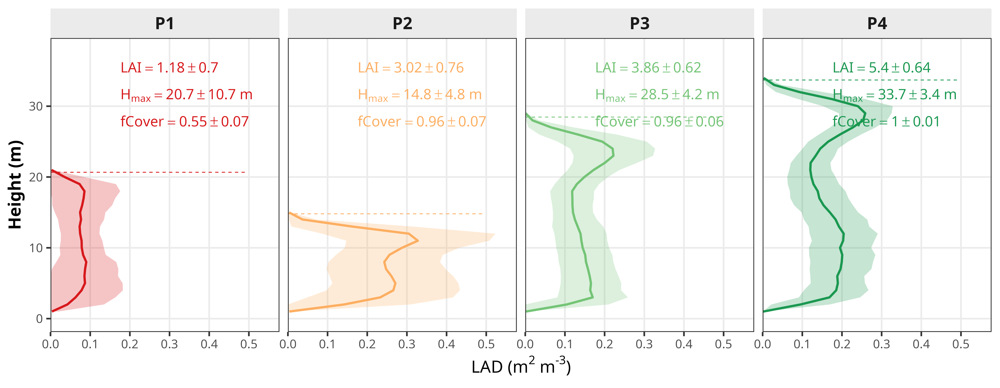 P1 P2 P3 P4
LAI = 1.18 ± 0.7
H_max = 20.7 ± 10.7 m
fCover = 0.55 ± 0.07
LAI = 3.02 ± 0.76
H_max = 14.8 ± 4.8 m
fCover = 0.96 ± 0.07
LAI = 3.86 ± 0.62
H_max = 28.5 ± 4.2 m
fCover = 0.96 ± 0.06
LAI = 5.4 ± 0.64
H_max = 33.7 ± 3.4 m
fCover = 1 ± 0.01
Height (m)
30
20
10
0
0.0 0.1 0.2 0.3 0.4 0.5 0.0 0.1 0.2 0.3 0.4 0.5 0.0 0.1 0.2 0.3 0.4 0.5 0.0 0.1 0.2 0.3 0.4 0.5
LAD (m² m⁻³)